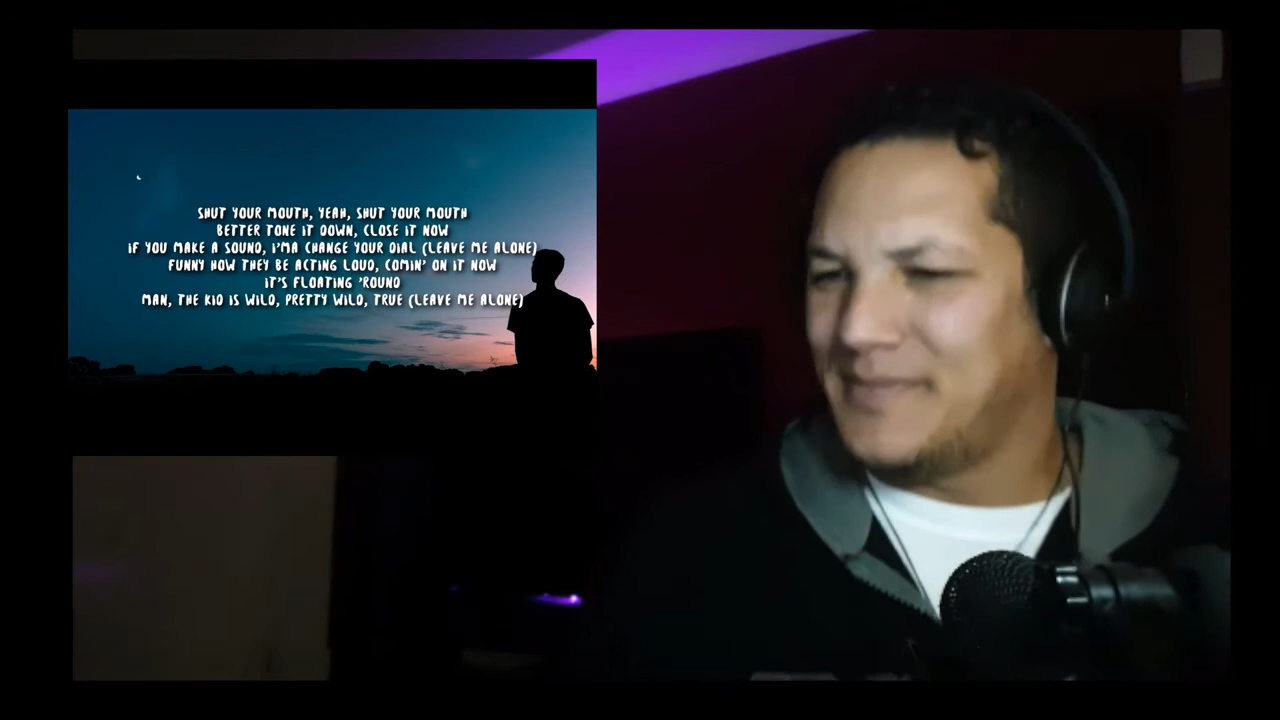 SHUT YOUR MOUTH, YEAH, SHUT YOUR MOUTH
BETTER TONE IT DOWN, CLOSE IT NOW
IF YOU MAKE A SOUND, I'MA CHANGE YOUR DIAL (LEAVE ME ALONE)
FUNNY HOW THEY BE ACTING LOUD, COMIN' ON IT NOW
IT'S FLOATING 'ROUND
MAN, THE KID IS WILD, PRETTY WILD, TRUE (LEAVE ME ALONE)